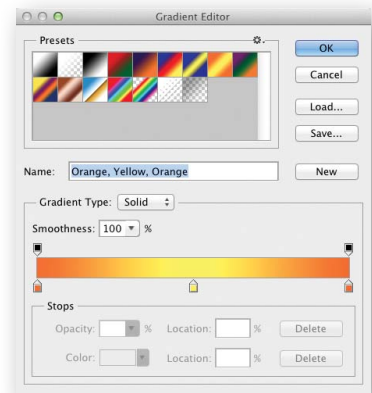 Gradient Editor
Presets
OK
Cancel
Load...
Save...
Name: Orange, Yellow, Orange
New
Gradient Type: Solid
Smoothness: 100 %
Stops
Opacity: % Location: % Delete
Color: Location: % Delete